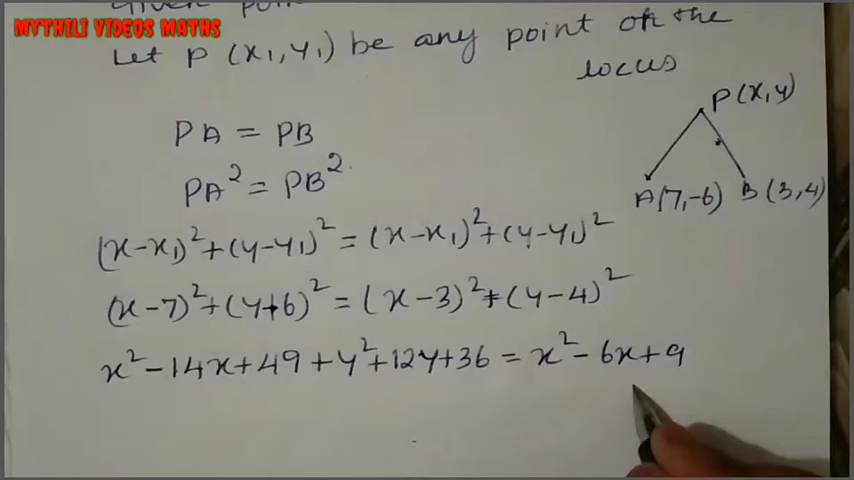 Given poin
MYTHILI VIDEOS MATHS
Let P (x₁, y₁) be any point on the
locus
P(x, y)
PA = PB
PA² = PB²
A(7,-6) B(3,4)
(x-x₁)²+(y-y₁)² = (x-x₁)²+(y-y₁)²
(x-7)²+(y+6)² = (x-3)²+(y-4)²
x²-14x+49+y²+12y+36 = x²-6x+9